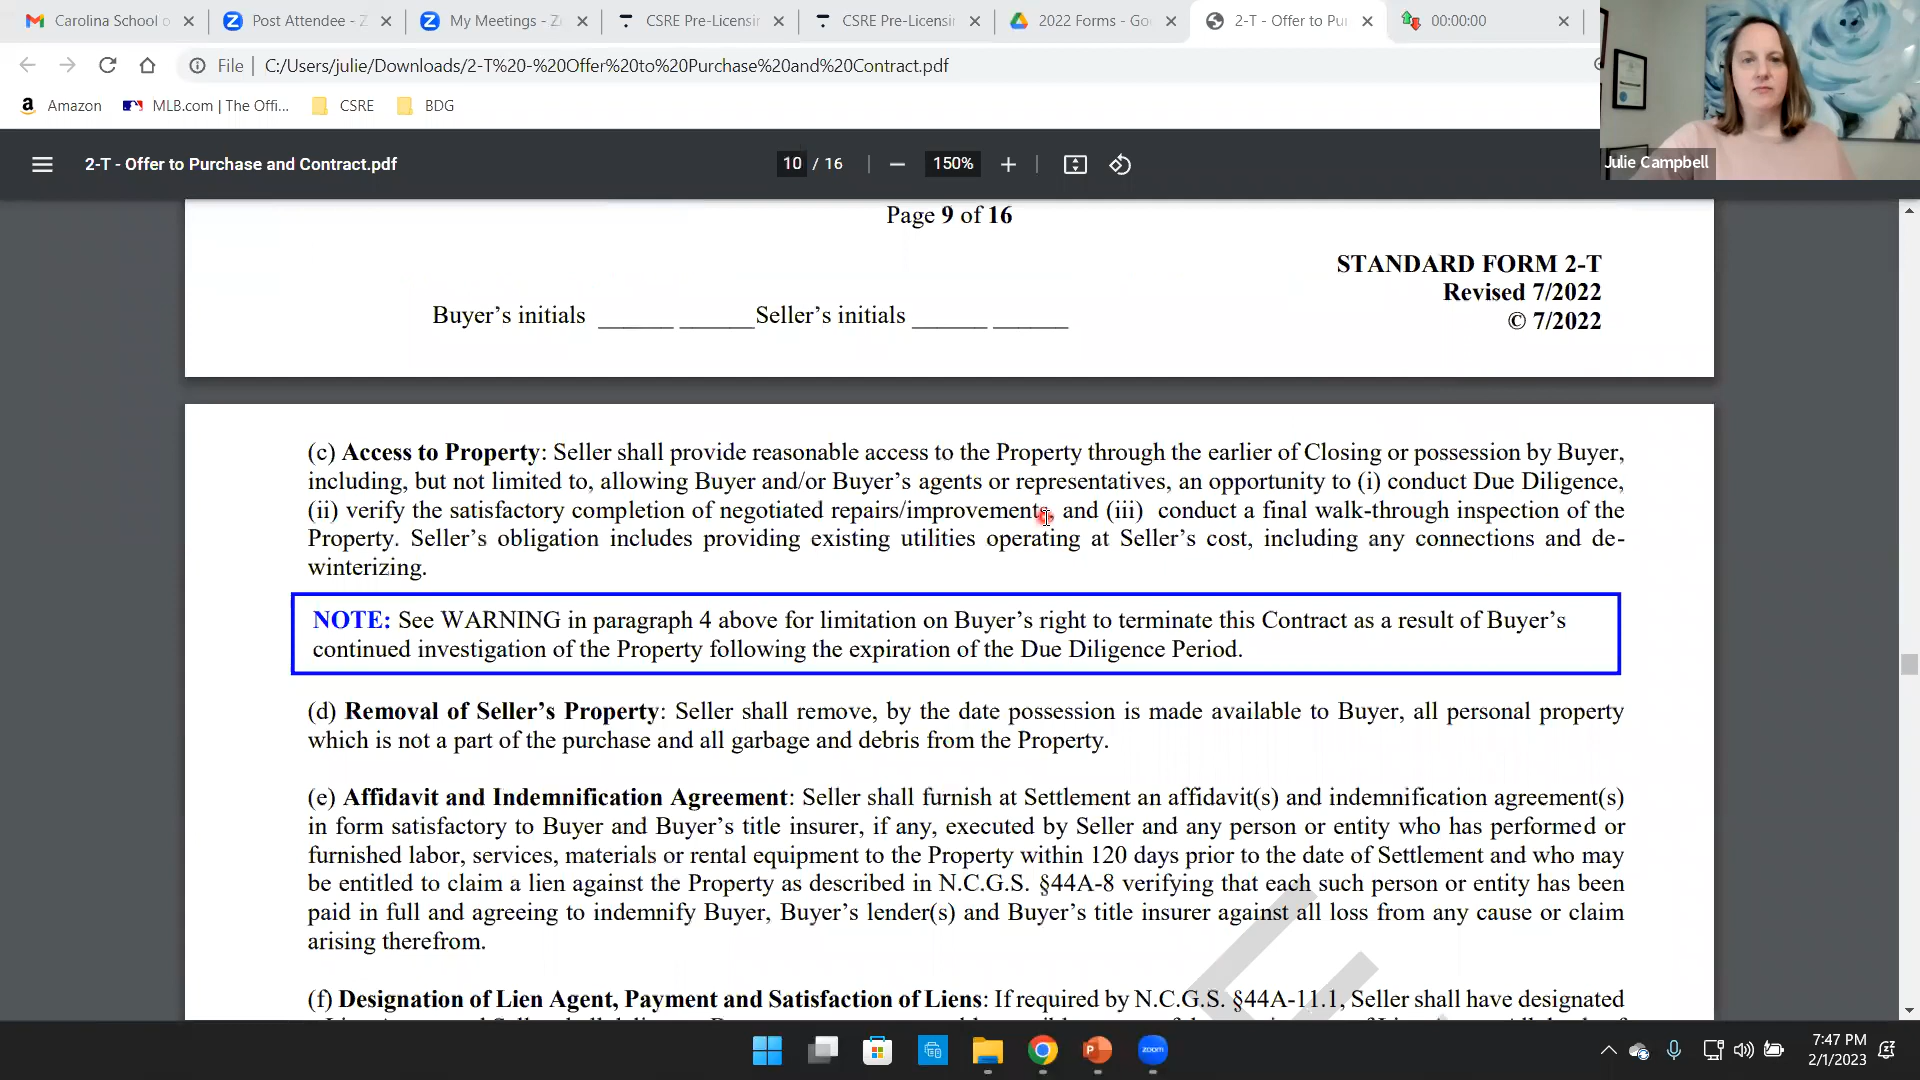 Carolina School o
Post Attendee - Z
My Meetings - Zo
CSRE Pre-Licensin
CSRE Pre-Licensin
2022 Forms - Goo
2-T - Offer to Pur
00:00:00
File | C:/Users/julie/Downloads/2-T%20-%20Offer%20to%20Purchase%20and%20Contract.pdf
Amazon
MLB.com | The Offi...
CSRE
BDG
2-T - Offer to Purchase and Contract.pdf
10 / 16
150%
Julie Campbell
Page 9 of 16
STANDARD FORM 2-T
Revised 7/2022
© 7/2022
Buyer's initials ______ ______Seller's initials ______ ______
(c) Access to Property: Seller shall provide reasonable access to the Property through the earlier of Closing or possession by Buyer,
including, but not limited to, allowing Buyer and/or Buyer's agents or representatives, an opportunity to (i) conduct Due Diligence,
(ii) verify the satisfactory completion of negotiated repairs/improvements, and (iii) conduct a final walk-through inspection of the
Property. Seller's obligation includes providing existing utilities operating at Seller's cost, including any connections and de-
winterizing.
NOTE: See WARNING in paragraph 4 above for limitation on Buyer's right to terminate this Contract as a result of Buyer's
continued investigation of the Property following the expiration of the Due Diligence Period.
(d) Removal of Seller's Property: Seller shall remove, by the date possession is made available to Buyer, all personal property
which is not a part of the purchase and all garbage and debris from the Property.
(e) Affidavit and Indemnification Agreement: Seller shall furnish at Settlement an affidavit(s) and indemnification agreement(s)
in form satisfactory to Buyer and Buyer's title insurer, if any, executed by Seller and any person or entity who has performed or
furnished labor, services, materials or rental equipment to the Property within 120 days prior to the date of Settlement and who may
be entitled to claim a lien against the Property as described in N.C.G.S. §44A-8 verifying that each such person or entity has been
paid in full and agreeing to indemnify Buyer, Buyer's lender(s) and Buyer's title insurer against all loss from any cause or claim
arising therefrom.
(f) Designation of Lien Agent, Payment and Satisfaction of Liens: If required by N.C.G.S. §44A-11.1, Seller shall have designated
zoom
7:47 PM
2/1/2023